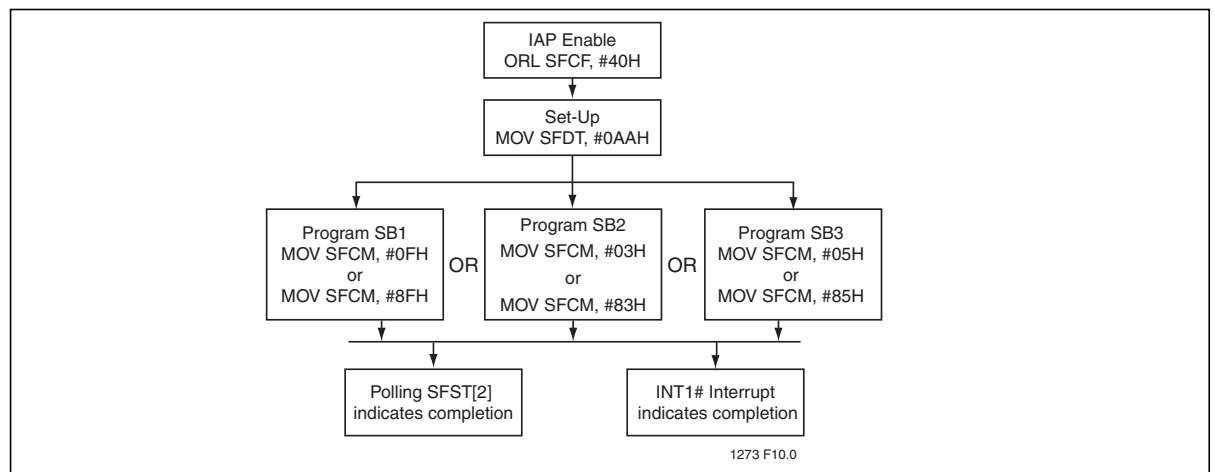 IAP Enable
ORL SFCF, #40H
Set-Up
MOV SFDT, #0AAH
Program SB1
MOV SFCM, #0FH
or
MOV SFCM, #8FH
OR
Program SB2
MOV SFCM, #03H
or
MOV SFCM, #83H
OR
Program SB3
MOV SFCM, #05H
or
MOV SFCM, #85H
Polling SFST[2]
indicates completion
INT1# Interrupt
indicates completion
1273 F10.0